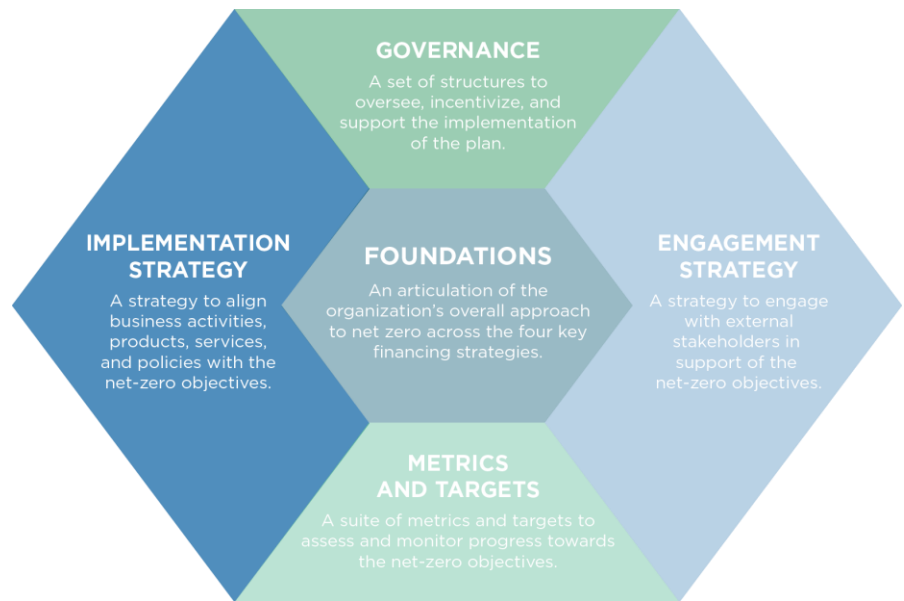 GOVERNANCE
A set of structures to
oversee, incentivize, and
support the implementation
of the plan.
IMPLEMENTATION
STRATEGY
A strategy to align
business activities,
products, services,
and policies with the
net-zero objectives.
FOUNDATIONS
An articulation of the
organization's overall approach
to net zero across the four key
financing strategies.
ENGAGEMENT
STRATEGY
A strategy to engage
with external
stakeholders in
support of the
net-zero objectives.
METRICS
AND TARGETS
A suite of metrics and targets to
assess and monitor progress towards
the net-zero objectives.